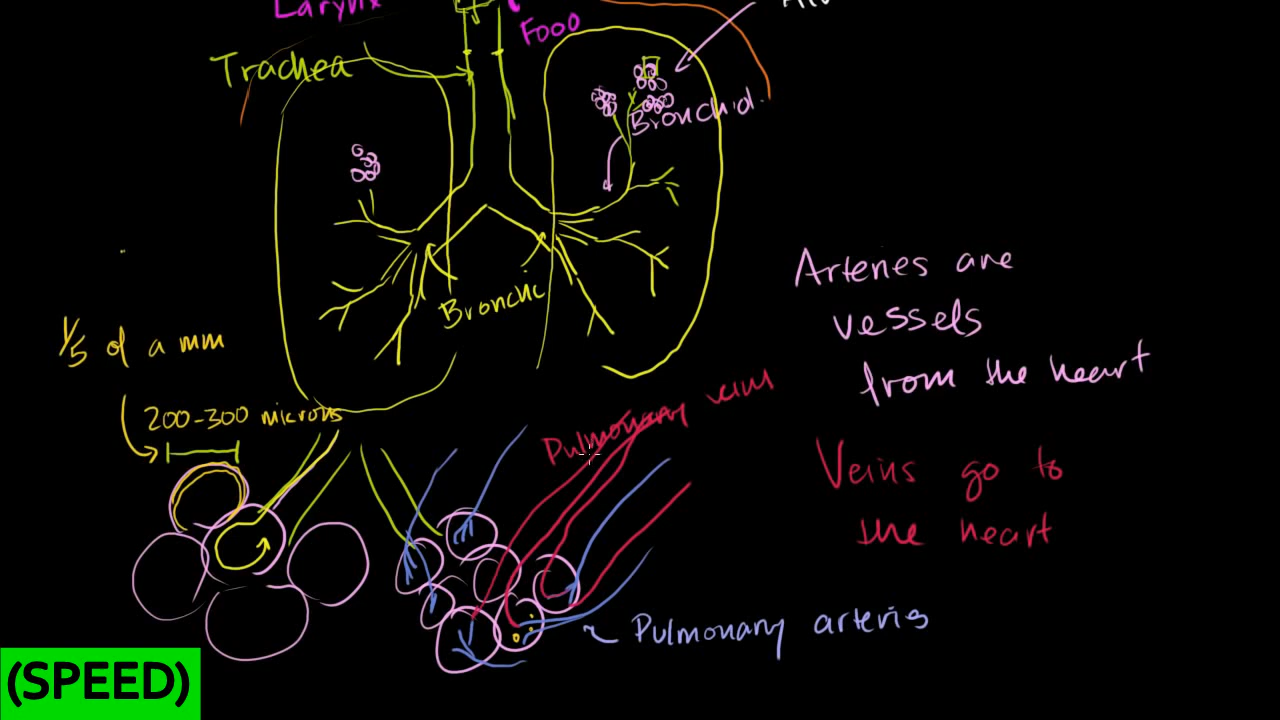 Larynx
Food
Trachea
Bronchi
Arteries are
vessels
from the heart
1/5 of a mm
200-300 microns
Pulmonary vein
Veins go to
the heart
Pulmonary arteries
(SPEED)